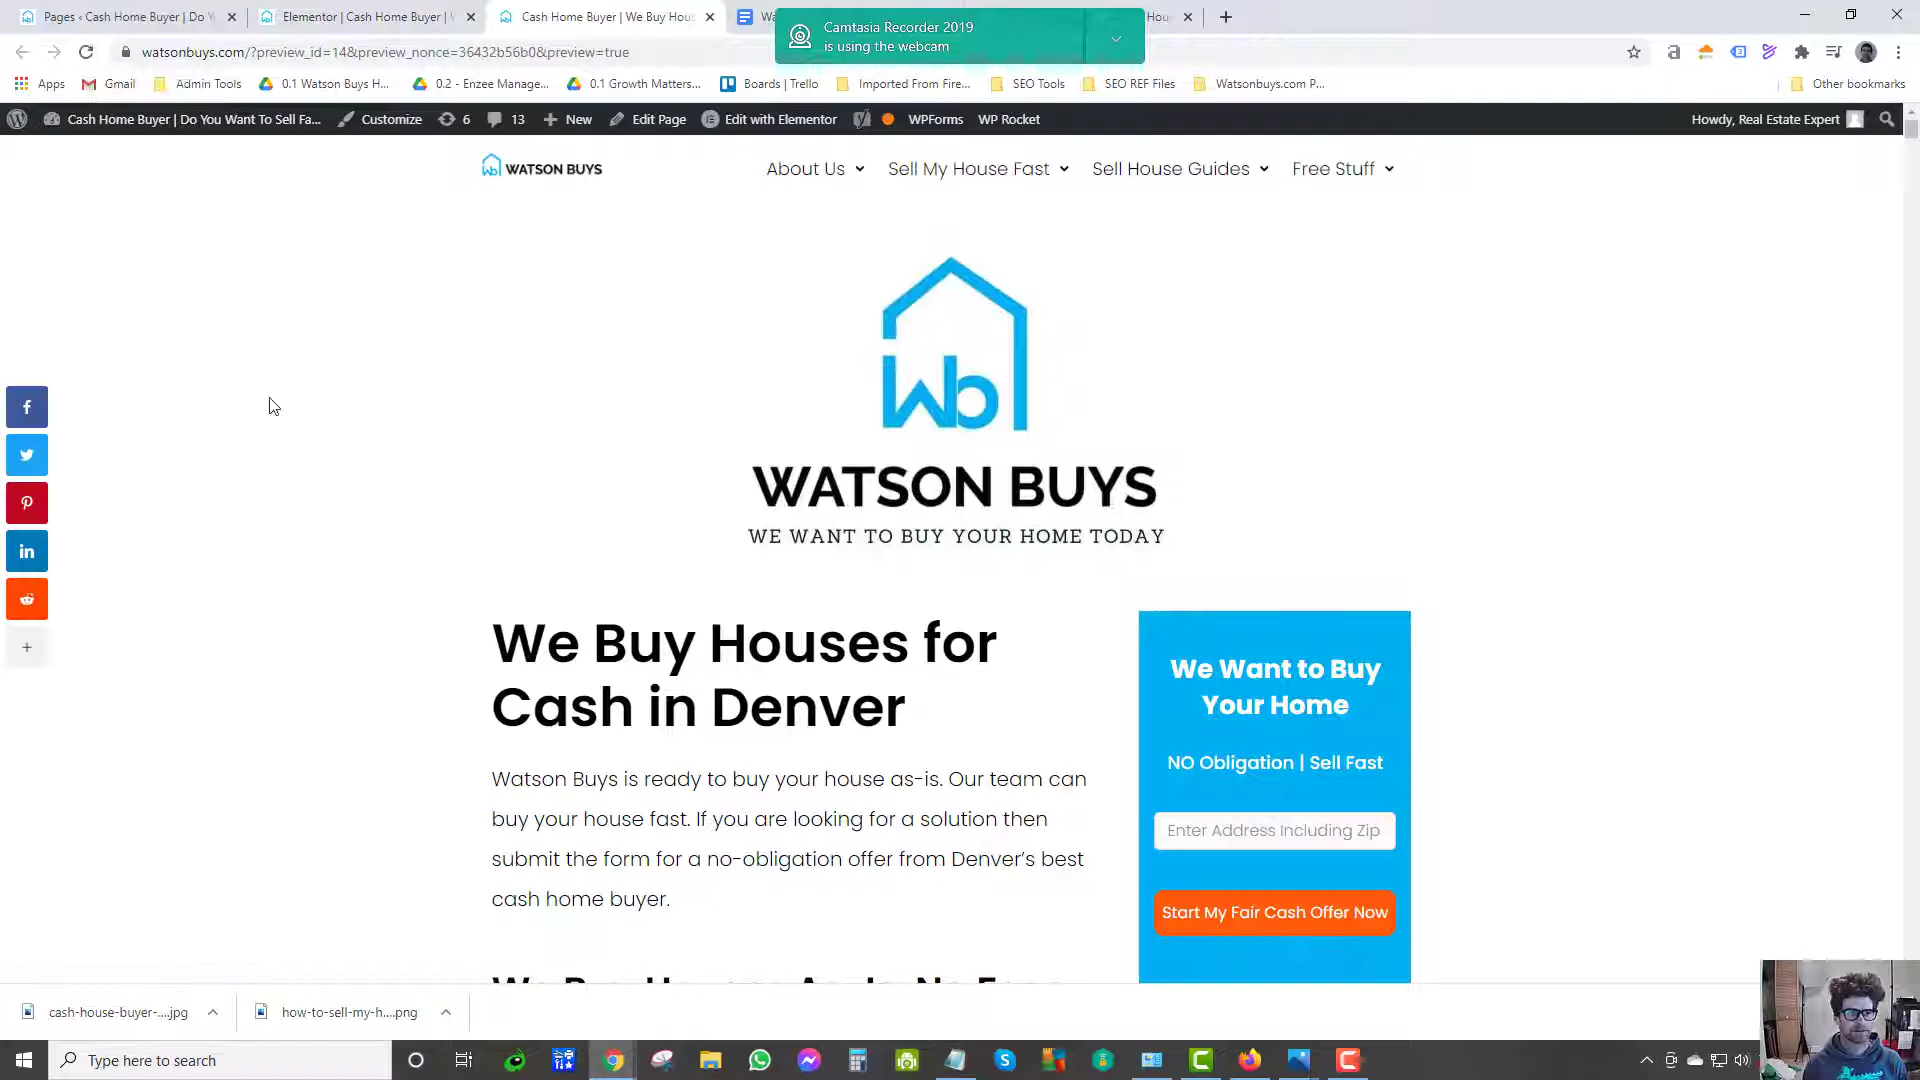 Pages ‹ Cash Home Buyer | Do Y
Elementor | Cash Home Buyer | W
Cash Home Buyer | We Buy Hous
Wa
Hou
Camtasia Recorder 2019
is using the webcam
watsonbuys.com/?preview_id=14&preview_nonce=36432b56b0&preview=true
Apps
Gmail
Admin Tools
0.1 Watson Buys H...
0.2 - Enzee Manage...
0.1 Growth Matters...
Boards | Trello
Imported From Fire...
SEO Tools
SEO REF Files
Watsonbuys.com P...
Other bookmarks
Cash Home Buyer | Do You Want To Sell Fa...
Customize
6
13
New
Edit Page
Edit with Elementor
WPForms
WP Rocket
Howdy, Real Estate Expert
Wb WATSON BUYS
About Us
Sell My House Fast
Sell House Guides
Free Stuff
Wb
WATSON BUYS
WE WANT TO BUY YOUR HOME TODAY
We Buy Houses for
Cash in Denver
Watson Buys is ready to buy your house as-is. Our team can
buy your house fast. If you are looking for a solution then
submit the form for a no-obligation offer from Denver's best
cash home buyer.
We Want to Buy
Your Home
NO Obligation | Sell Fast
Enter Address Including Zip
Start My Fair Cash Offer Now
cash-house-buyer-....jpg
how-to-sell-my-h....png
Type here to search